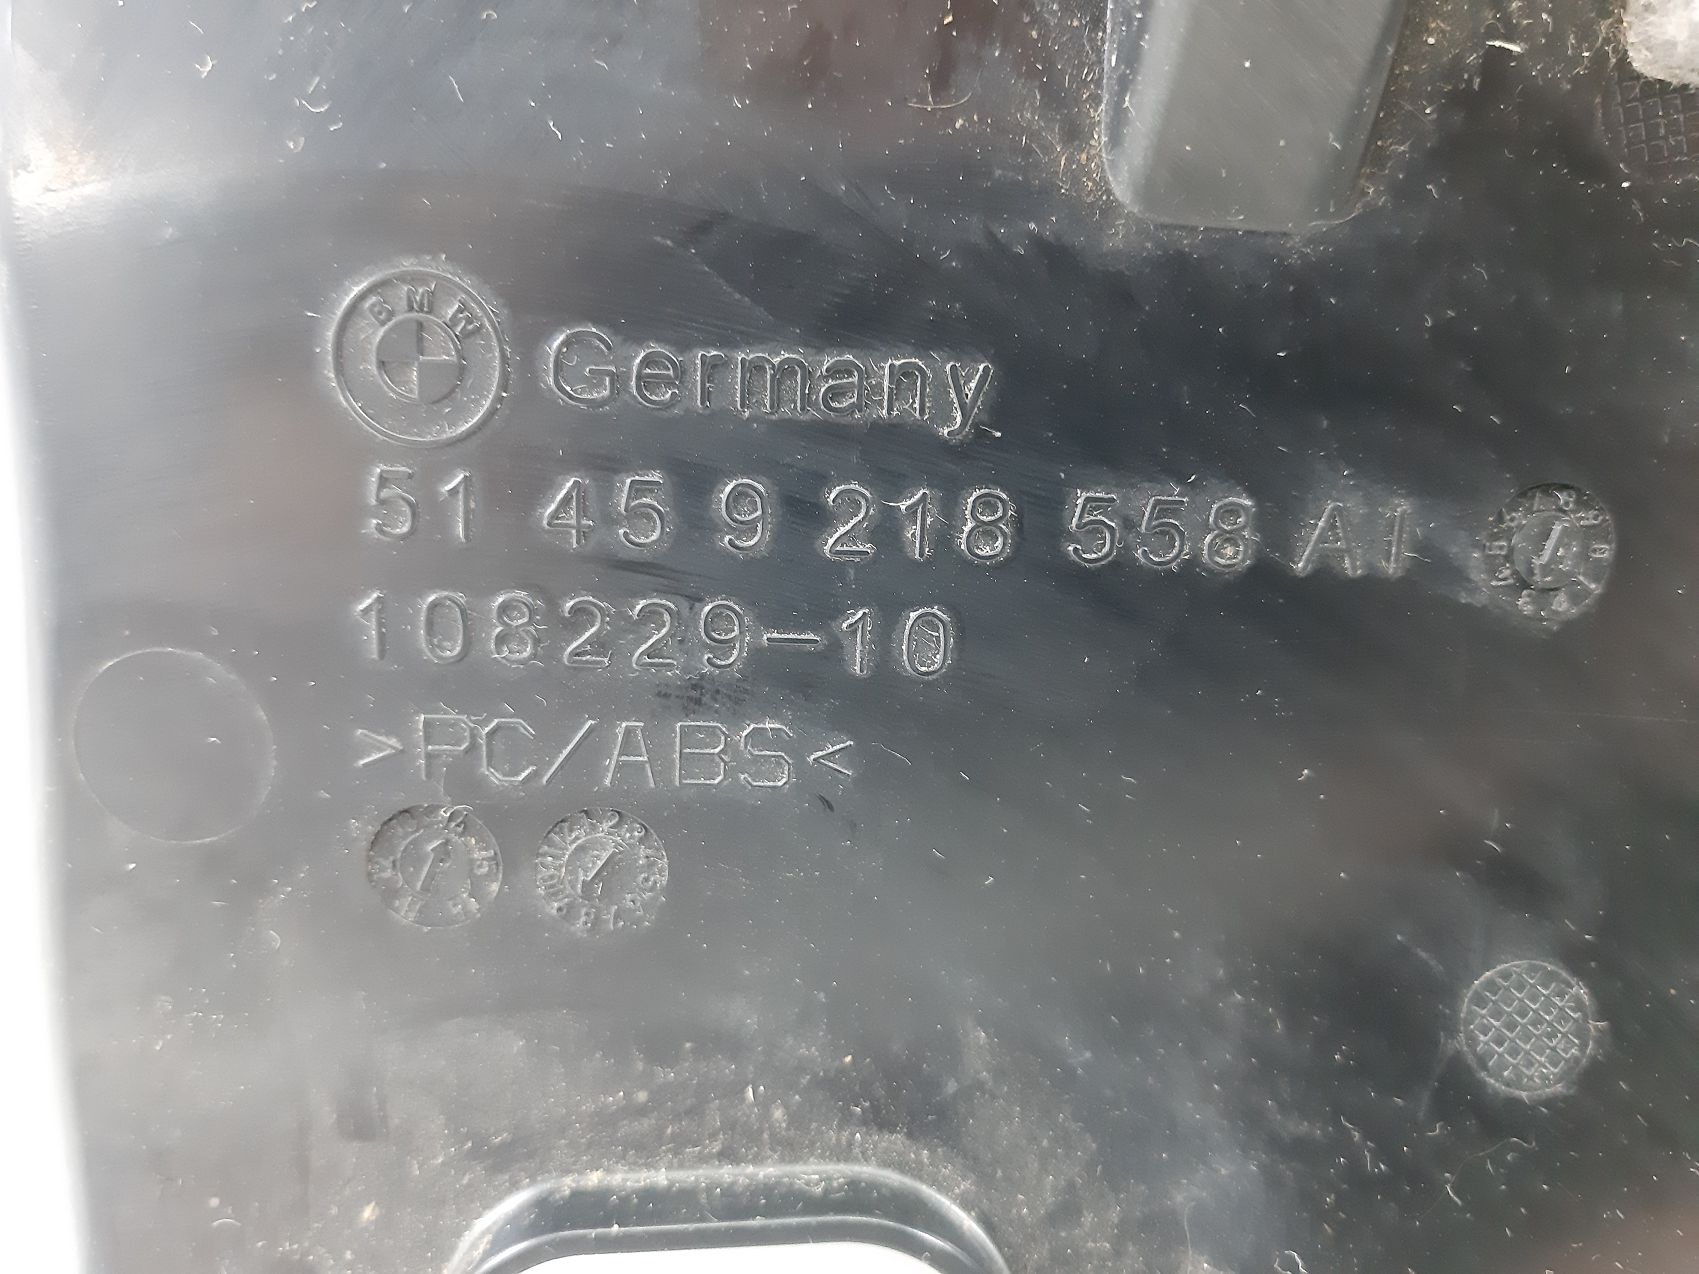 BMW Germany
51 45 9 218 558 AI
108229-10
>PC/ABS<